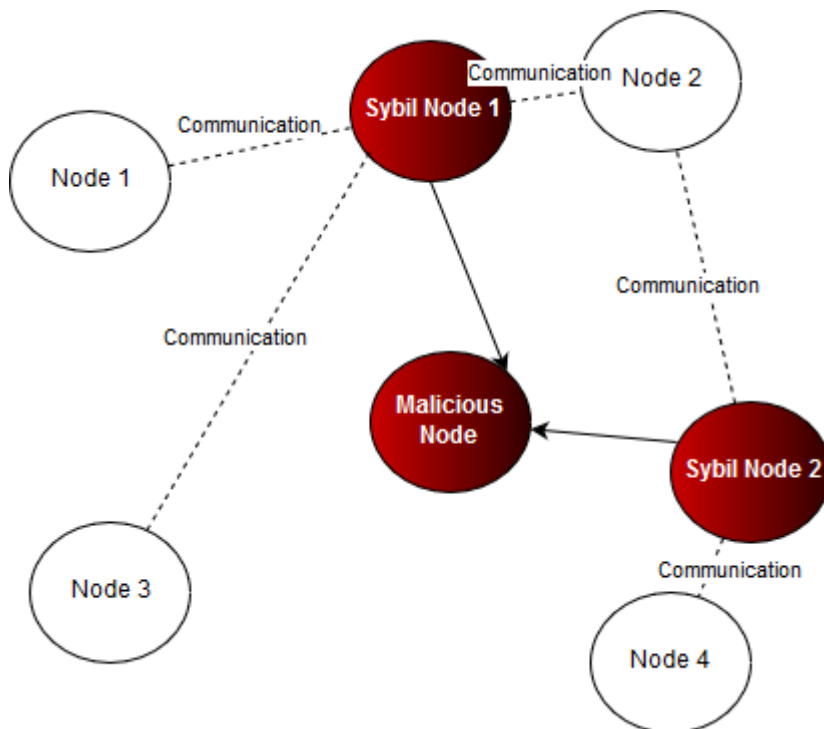 Communication
Sybil Node 1
Node 2
Communication
Node 1
Communication
Communication
Malicious
Node
Sybil Node 2
Communication
Node 3
Node 4